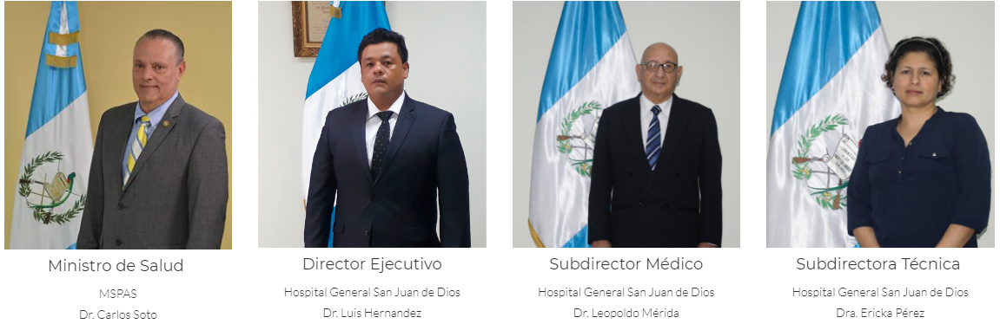 Ministro de Salud
MSPAS
Dr. Carlos Soto
Director Ejecutivo
Hospital General San Juan de Dios
Dr. Luis Hernandez
Subdirector Médico
Hospital General San Juan de Dios
Dr. Leopoldo Mérida
Subdirectora Técnica
Hospital General San Juan de Dios
Dra. Ericka Pérez